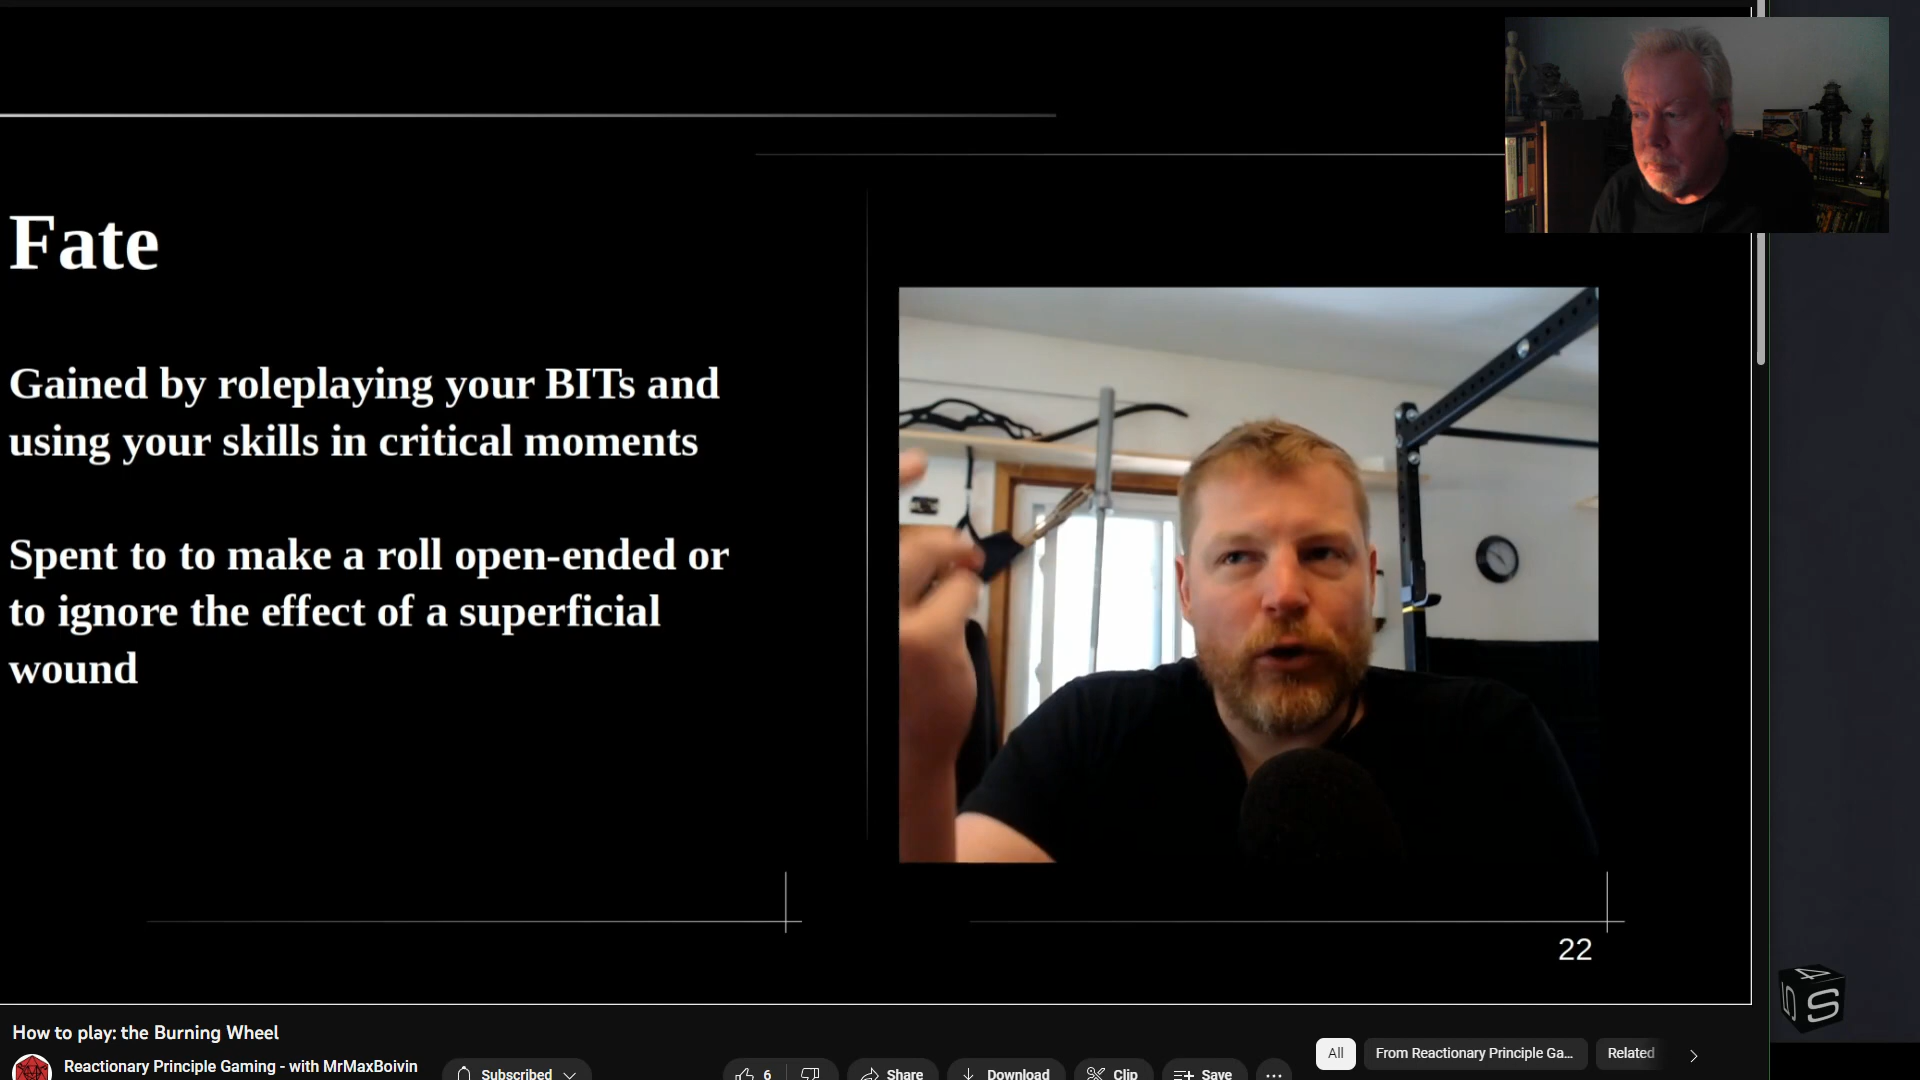 Fate
Gained by roleplaying your BITs and
using your skills in critical moments
Spent to to make a roll open-ended or
to ignore the effect of a superficial
wound
22
4
5 S
How to play: the Burning Wheel
Reactionary Principle Gaming - with MrMaxBoivin
Subscribed
6
Share
Download
Clip
Save
All
From Reactionary Principle Ga...
Related